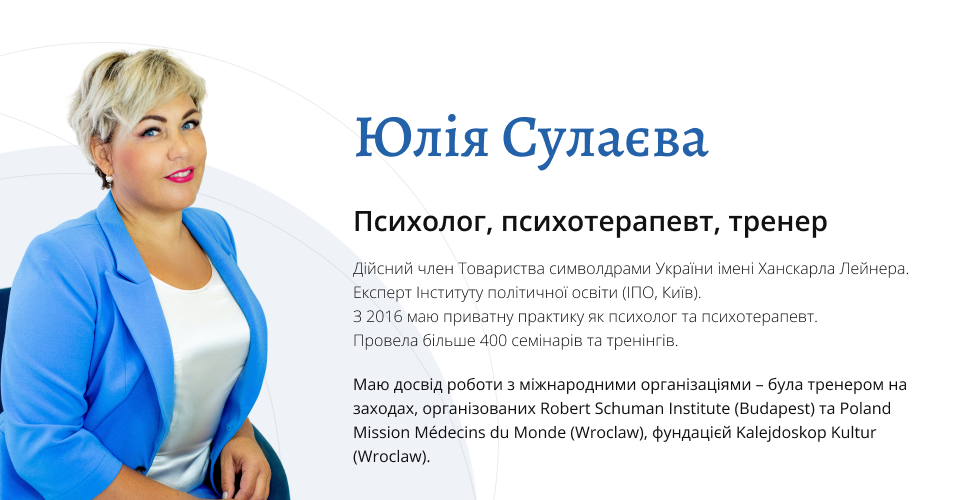 Юлія Сулаєва
Психолог, психотерапевт, тренер
Дійсний член Товариства символдрами України імені Ханскарла Лейнера.
Експерт Інституту політичної освіти (ІПО, Київ).
З 2016 маю приватну практику як психолог та психотерапевт.
Провела більше 400 семінарів та тренінгів.
Маю досвід роботи з міжнародними організаціями – була тренером на
заходах, організованих Robert Schuman Institute (Budapest) та Poland
Mission Médecins du Monde (Wroclaw), фундацієй Kalejdoskop Kultur
(Wroclaw).